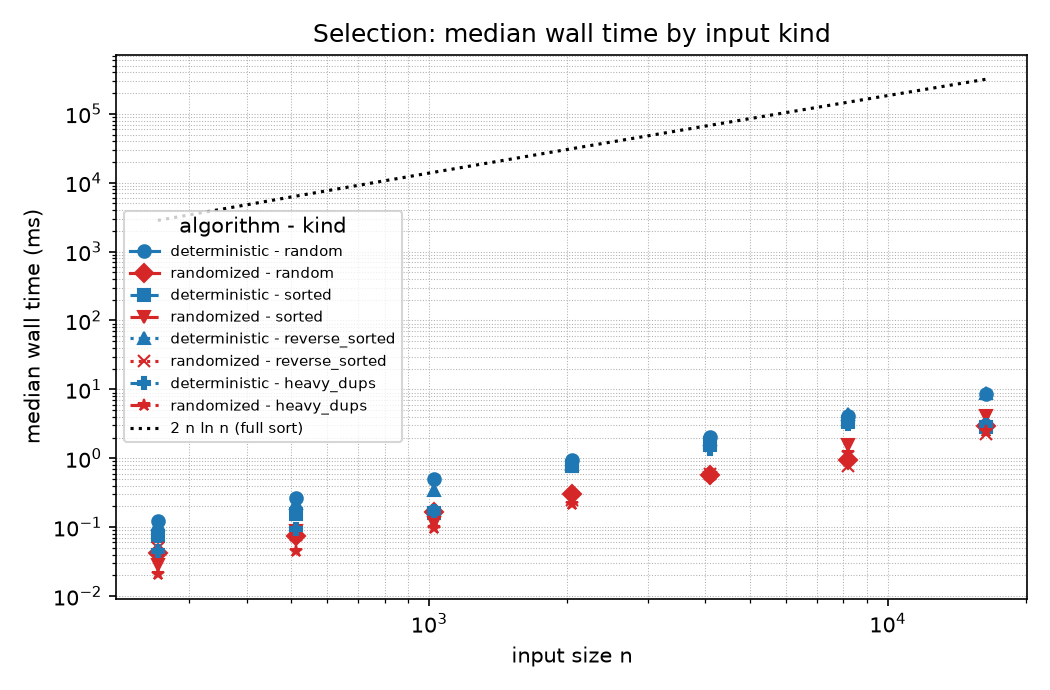 Selection: median wall time by input kind
median wall time (ms)
10^5
10^4
10^3
10^2
10^1
10^0
10^-1
10^-2
algorithm - kind
deterministic - random
randomized - random
deterministic - sorted
randomized - sorted
deterministic - reverse_sorted
randomized - reverse_sorted
deterministic - heavy_dups
randomized - heavy_dups
2 n ln n (full sort)
10^3
10^4
input size n